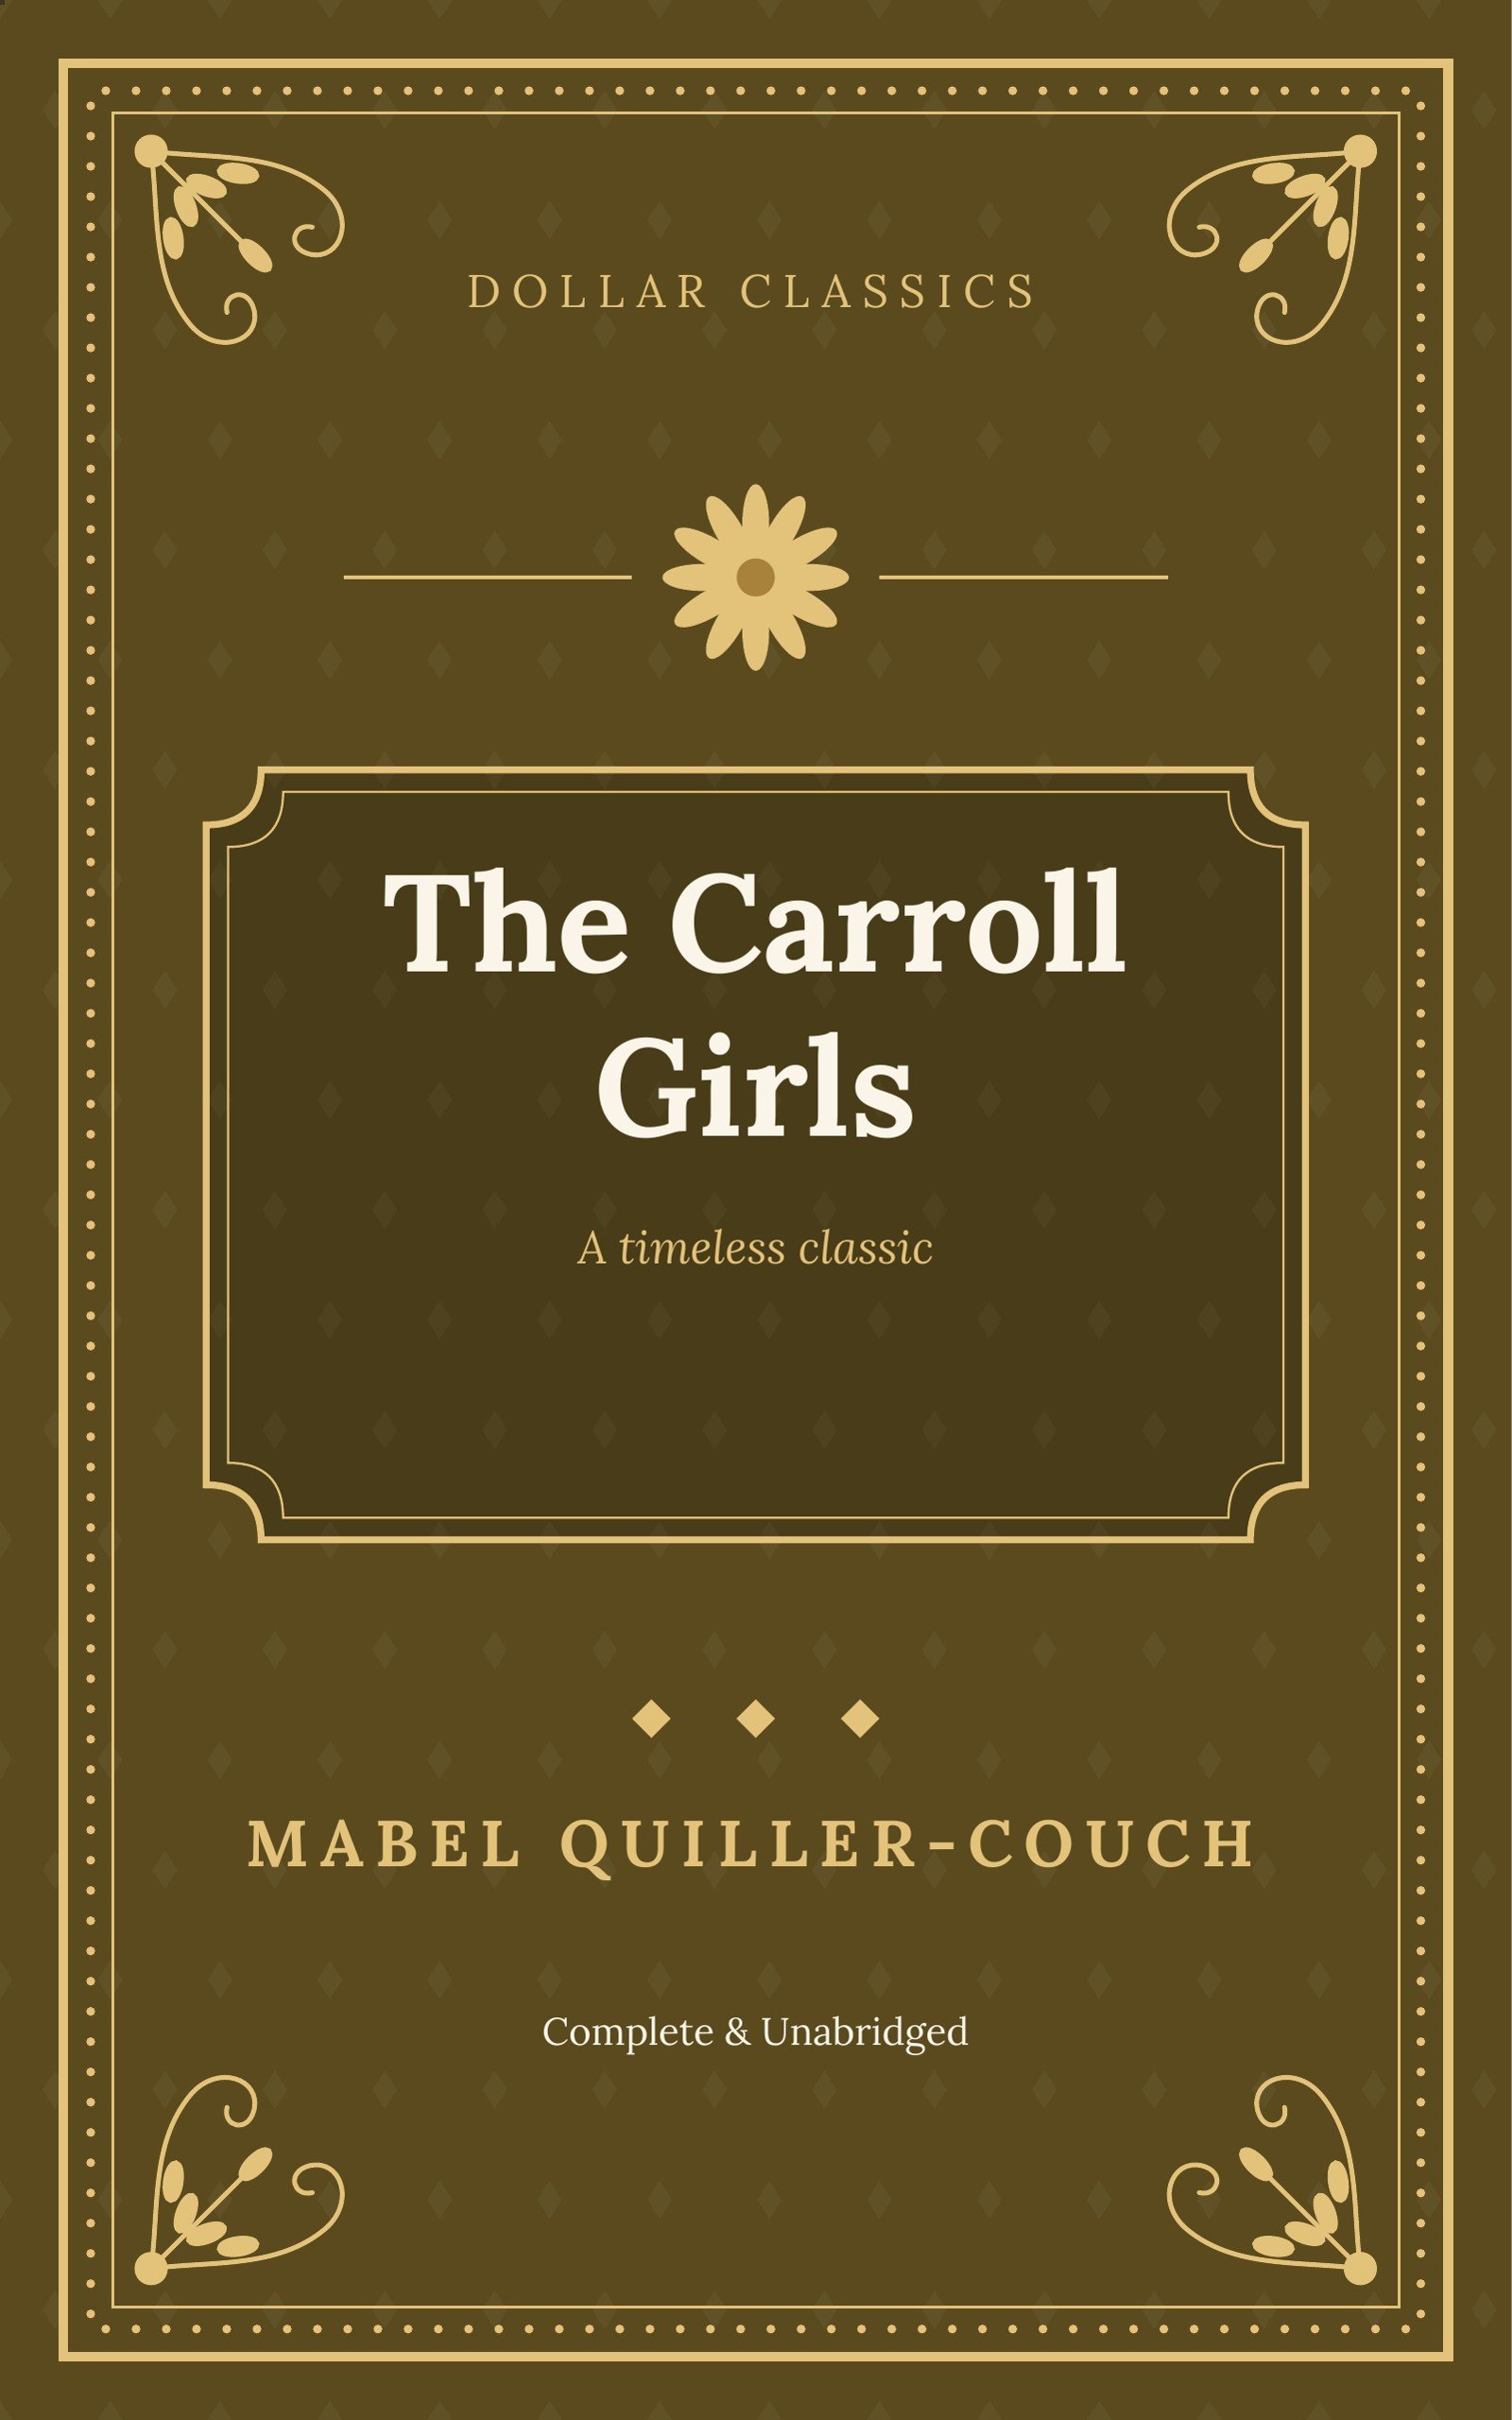 DOLLAR CLASSICS
The Carroll
Girls
A timeless classic
MABEL QUILLER-COUCH
Complete & Unabridged